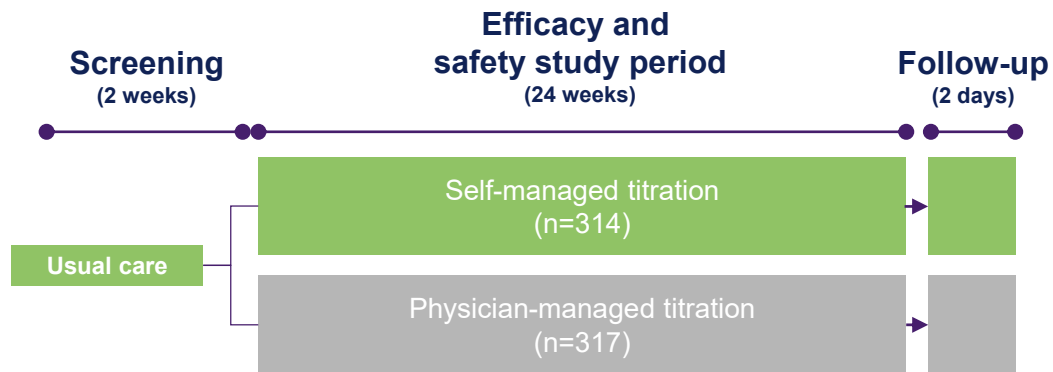 Screening
(2 weeks)
Efficacy and
safety study period
(24 weeks)
Follow-up
(2 days)
Usual care
Self-managed titration
(n=314)
Physician-managed titration
(n=317)